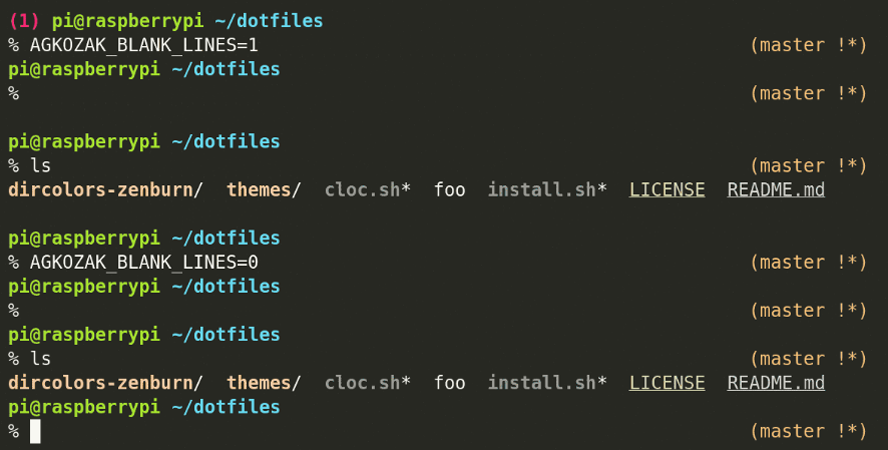 (1) pi@raspberrypi ~/dotfiles
% AGKOZAK_BLANK_LINES=1 (master !*)
pi@raspberrypi ~/dotfiles
% (master !*)
pi@raspberrypi ~/dotfiles
% ls (master !*)
dircolors-zenburn/ themes/ cloc.sh* foo install.sh* LICENSE README.md
pi@raspberrypi ~/dotfiles
% AGKOZAK_BLANK_LINES=0 (master !*)
pi@raspberrypi ~/dotfiles
% (master !*)
pi@raspberrypi ~/dotfiles
% ls (master !*)
dircolors-zenburn/ themes/ cloc.sh* foo install.sh* LICENSE README.md
pi@raspberrypi ~/dotfiles
% (master !*)